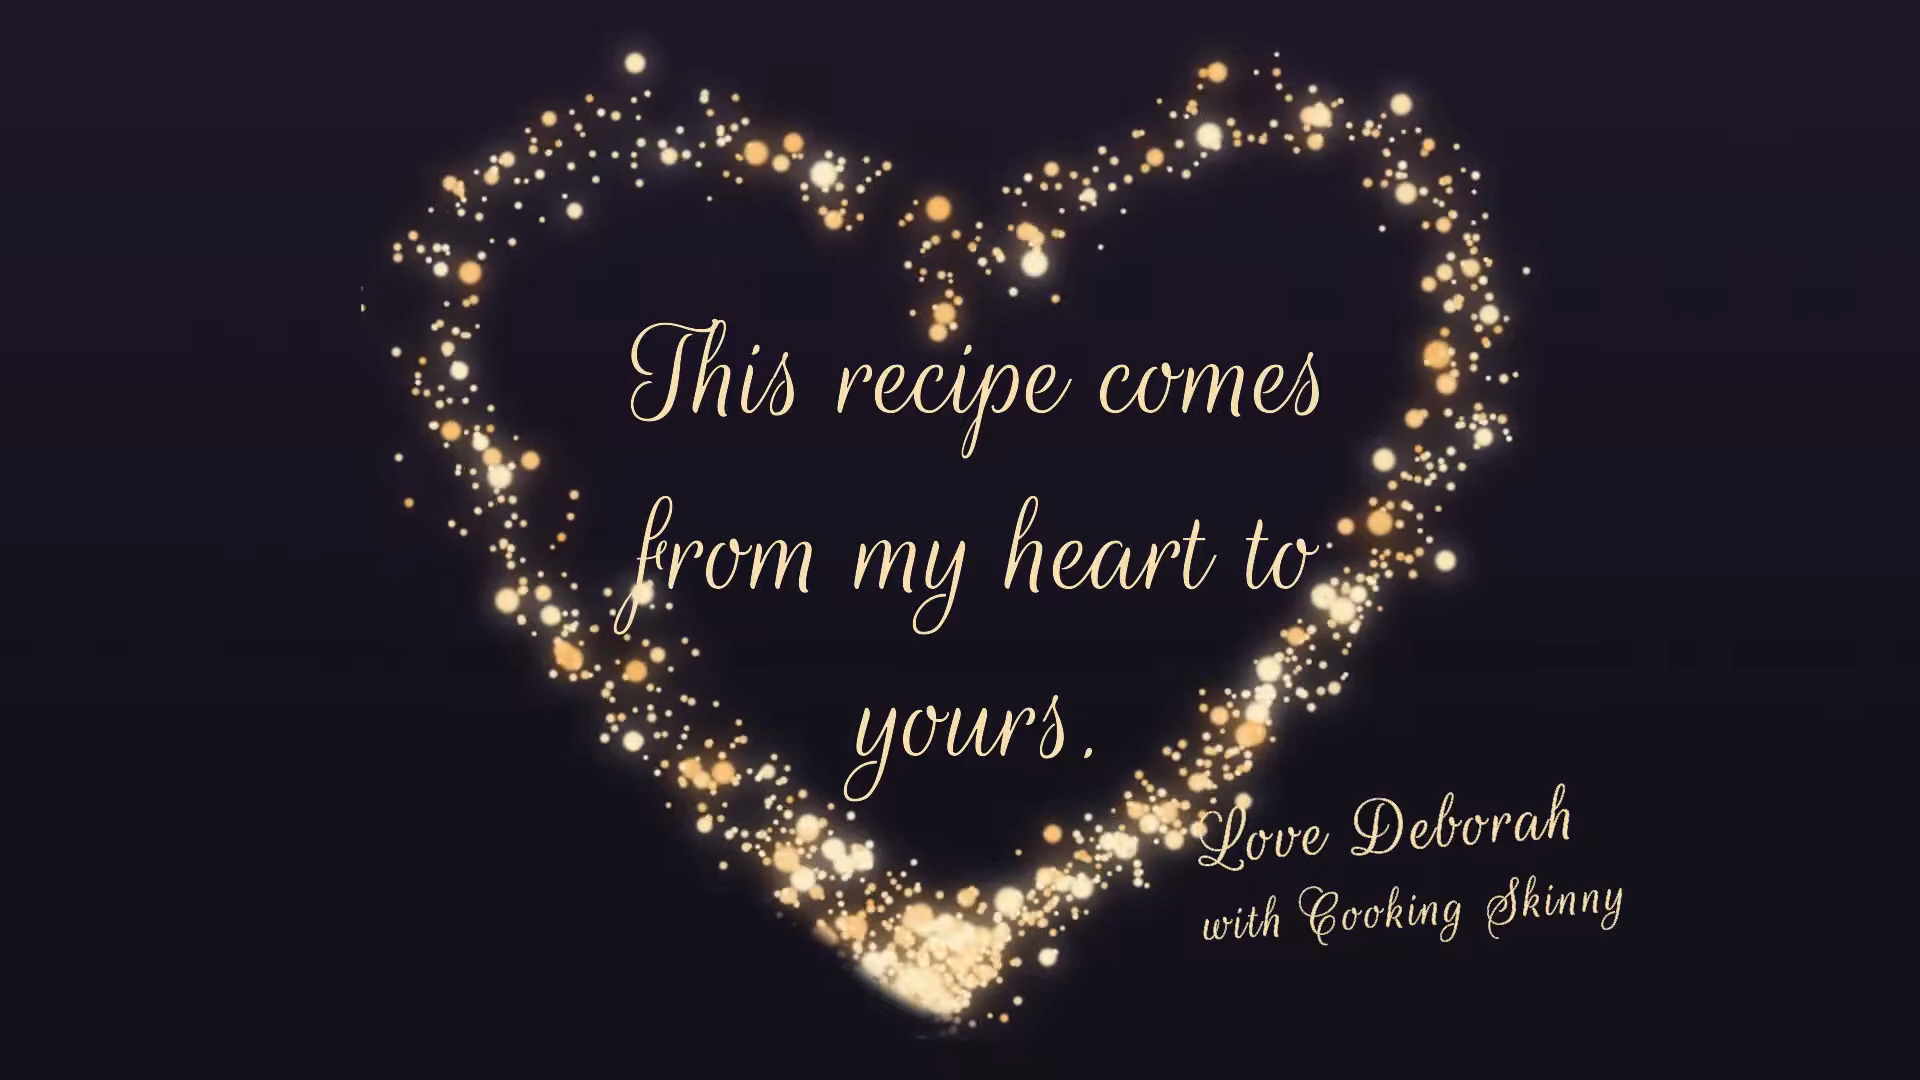 This recipe comes
from my heart to
yours.
Love Deborah
with Cooking Skinny